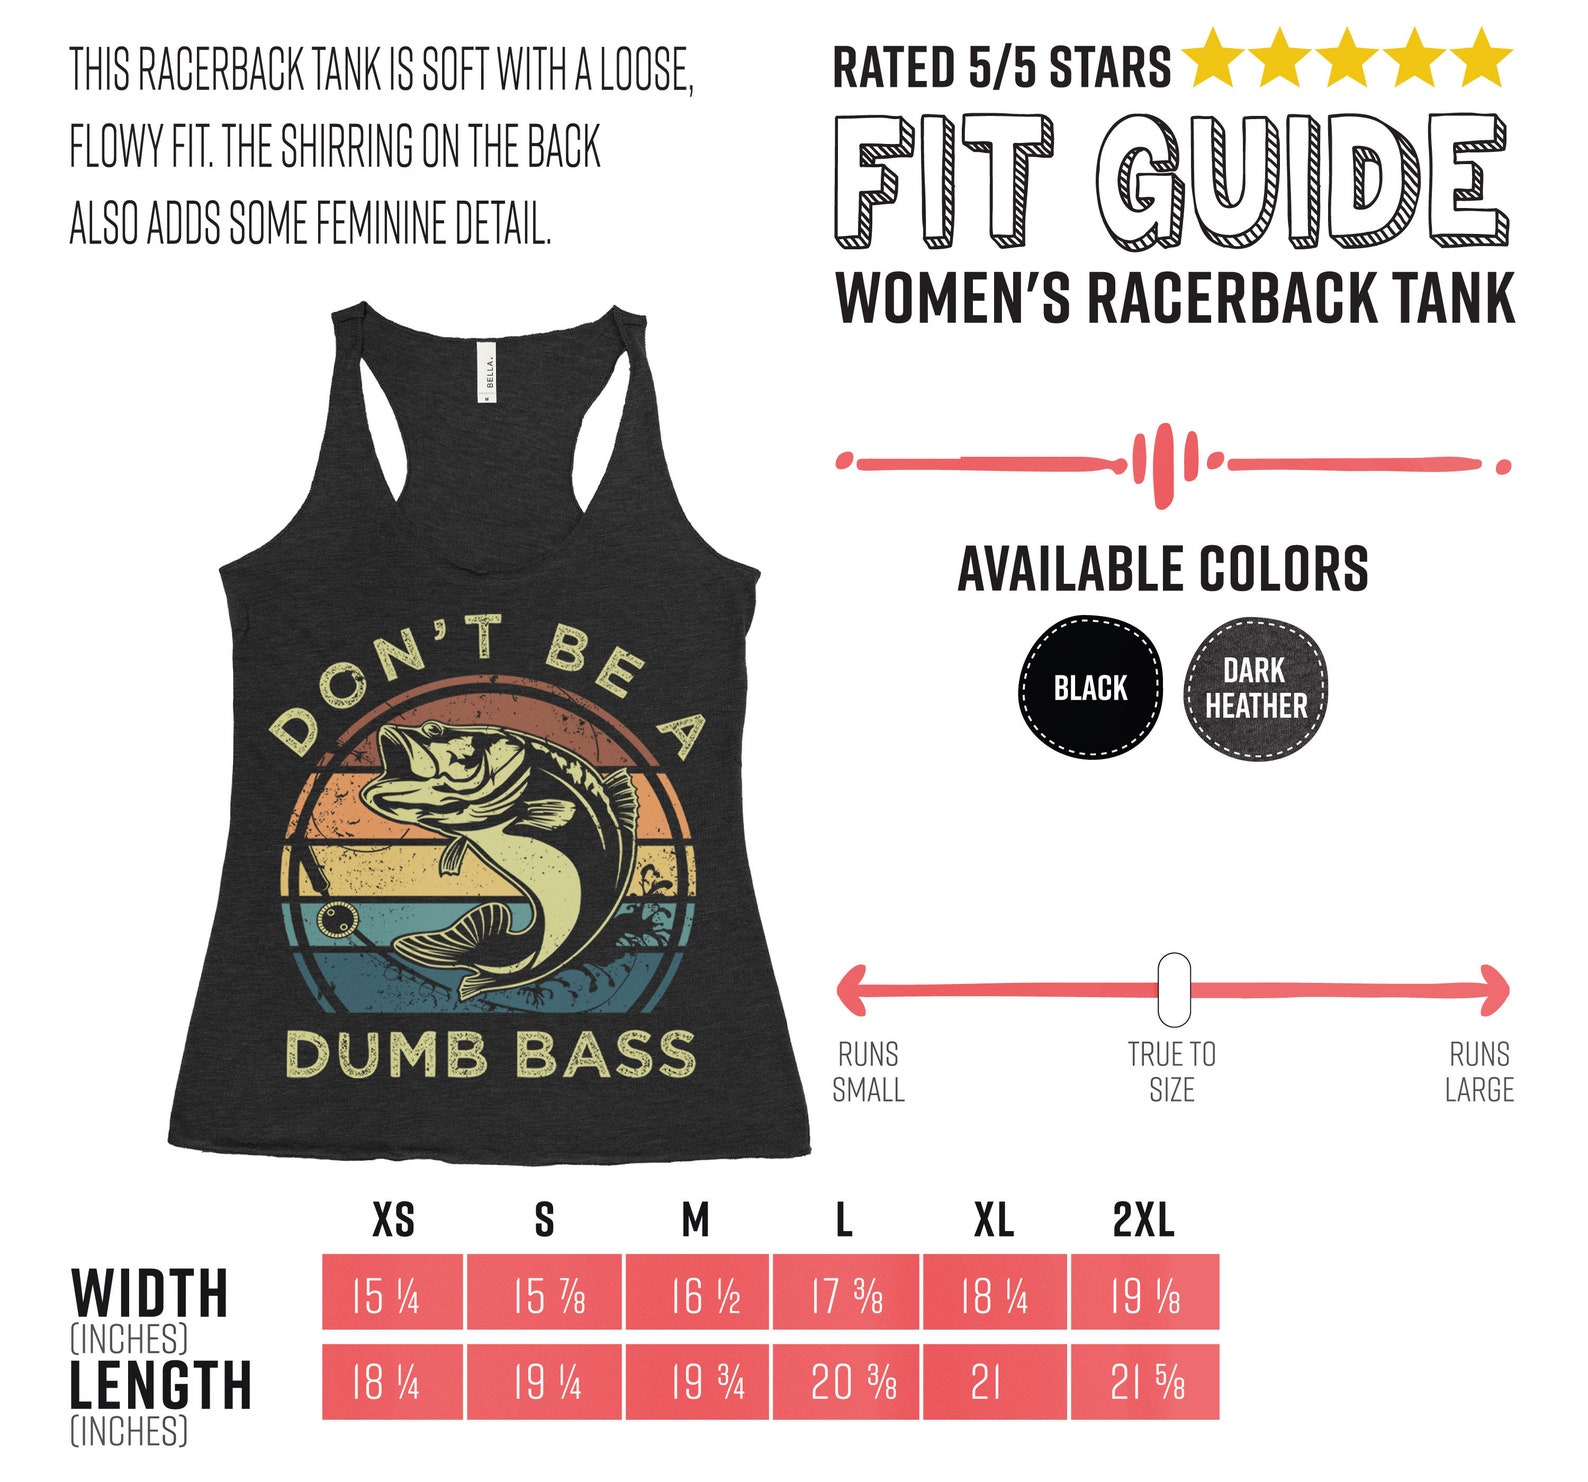 THIS RACERBACK TANK IS SOFT WITH A LOOSE,
FLOWY FIT. THE SHIRRING ON THE BACK
ALSO ADDS SOME FEMININE DETAIL.
RATED 5/5 STARS
FIT GUIDE
WOMEN'S RACERBACK TANK
BELLA.
M
DON'T BE A
DUMB BASS
AVAILABLE COLORS
BLACK
DARK
HEATHER
RUNS
SMALL
TRUE TO
SIZE
RUNS
LARGE
XS S M L XL 2XL
WIDTH 15 ¼ 15 ⅞ 16 ½ 17 ⅜ 18 ¼ 19 ⅛
(INCHES)
LENGTH 18 ¼ 19 ¼ 19 ¾ 20 ⅜ 21 21 ⅝
(INCHES)